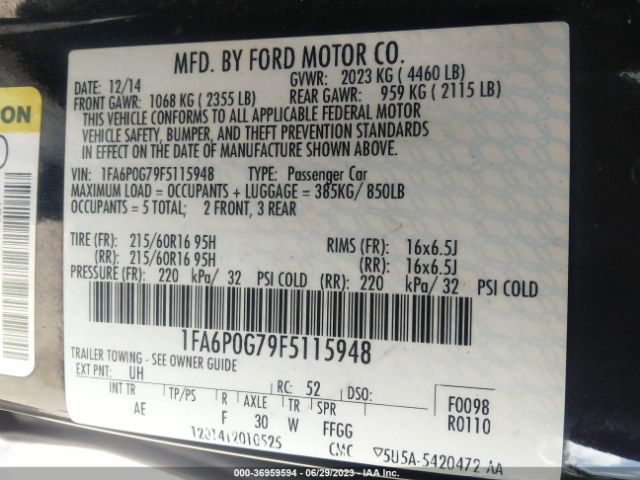 MFD. BY FORD MOTOR CO.
DATE: 12/14 GVWR: 2023 KG ( 4460 LB)
FRONT GAWR: 1068 KG ( 2355 LB) REAR GAWR: 959 KG ( 2115 LB)
THIS VEHICLE CONFORMS TO ALL APPLICABLE FEDERAL MOTOR
VEHICLE SAFETY, BUMPER, AND THEFT PREVENTION STANDARDS
IN EFFECT ON THE DATE OF MANUFACTURE SHOWN ABOVE.
VIN: 1FA6P0G79F5115948 TYPE: Passenger Car
MAXIMUM LOAD = OCCUPANTS + LUGGAGE = 385KG/ 850LB
OCCUPANTS = 5 TOTAL; 2 FRONT, 3 REAR
TIRE (FR): 215/60R16 95H RIMS (FR): 16x6.5J
(RR): 215/60R16 95H (RR): 16x6.5J
PRESSURE (FR): 220 kPa/ 32 PSI COLD (RR): 220 kPa/ 32 PSI COLD
1FA6P0G79F5115948
TRAILER TOWING - SEE OWNER GUIDE
EXT PNT: UH RC: 52 DSO: F0098
INT TR TP/PS R AXLE TR SPR R0110
AE F 30 W FFGG
CMC ▽5U5A-5420472 AA
ION
000-36959594 - 06/29/2023 - IAAI.COM